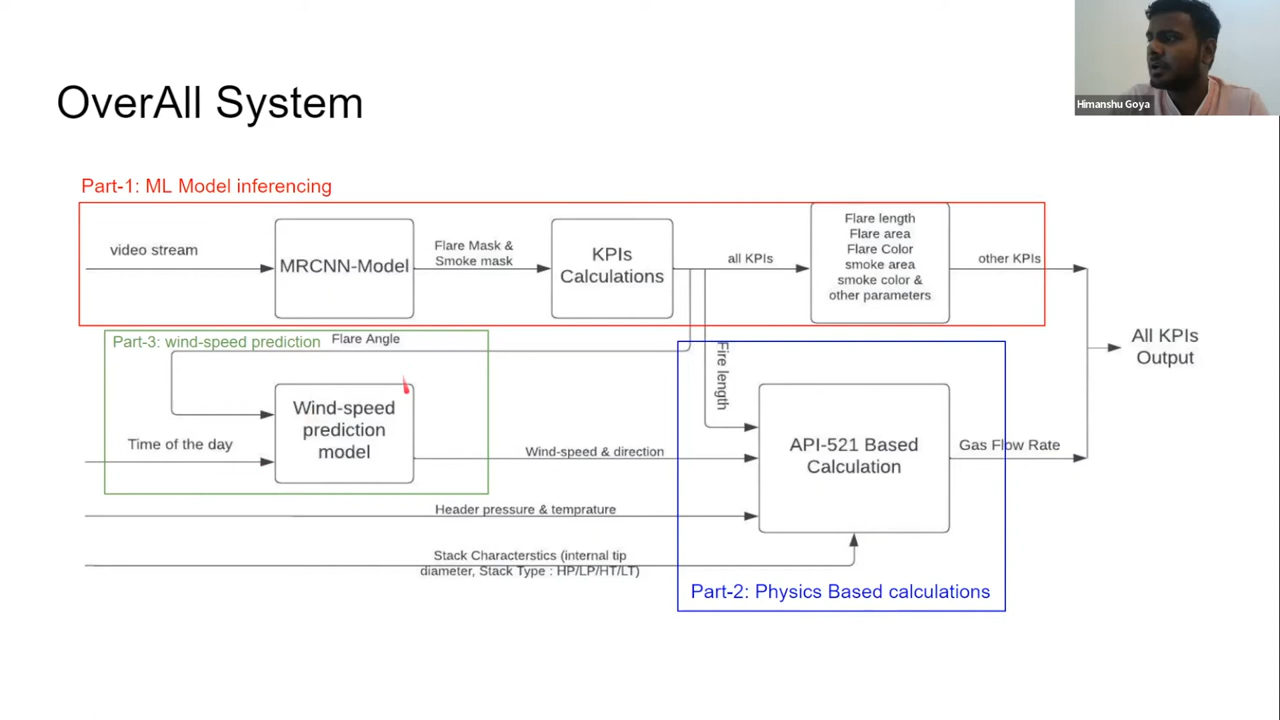 Himanshu Goya
OverAll System
Part-1: ML Model inferencing
video stream
MRCNN-Model
Flare Mask &
Smoke mask
KPIs
Calculations
all KPIs
Flare length
Flare area
Flare Color
smoke area
smoke color &
other parameters
other KPIs
All KPIs
Output
Part-3: wind-speed prediction
Flare Angle
Wind-speed
prediction
model
Time of the day
Fire length
Wind-speed & direction
API-521 Based
Calculation
Gas Flow Rate
Header pressure & temprature
Stack Characterstics (internal tip
diameter, Stack Type : HP/LP/HT/LT)
Part-2: Physics Based calculations